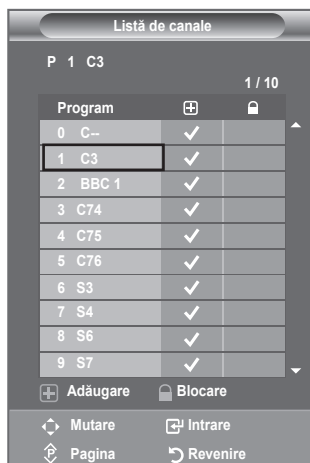 Listă de canale
P 1 C3
1 / 10
Program
0 C--
1 C3
2 BBC 1
3 C74
4 C75
5 C76
6 S3
7 S4
8 S6
9 S7
Adăugare Blocare
Mutare Intrare
Pagina Revenire